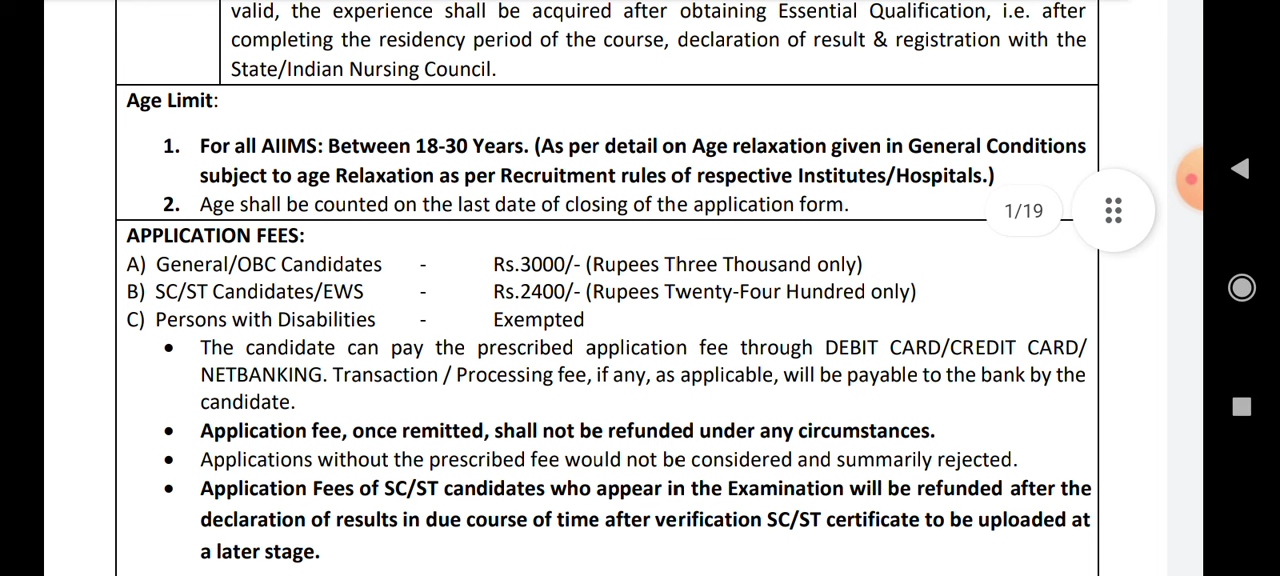 valid, the experience shall be acquired after obtaining Essential Qualification, i.e. after
completing the residency period of the course, declaration of result & registration with the
State/Indian Nursing Council.
Age Limit:
1. For all AIIMS: Between 18-30 Years. (As per detail on Age relaxation given in General Conditions
subject to age Relaxation as per Recruitment rules of respective Institutes/Hospitals.)
2. Age shall be counted on the last date of closing of the application form.
1/19
APPLICATION FEES:
A) General/OBC Candidates - Rs.3000/- (Rupees Three Thousand only)
B) SC/ST Candidates/EWS - Rs.2400/- (Rupees Twenty-Four Hundred only)
C) Persons with Disabilities - Exempted
• The candidate can pay the prescribed application fee through DEBIT CARD/CREDIT CARD/
NETBANKING. Transaction / Processing fee, if any, as applicable, will be payable to the bank by the
candidate.
• Application fee, once remitted, shall not be refunded under any circumstances.
• Applications without the prescribed fee would not be considered and summarily rejected.
• Application Fees of SC/ST candidates who appear in the Examination will be refunded after the
declaration of results in due course of time after verification SC/ST certificate to be uploaded at
a later stage.